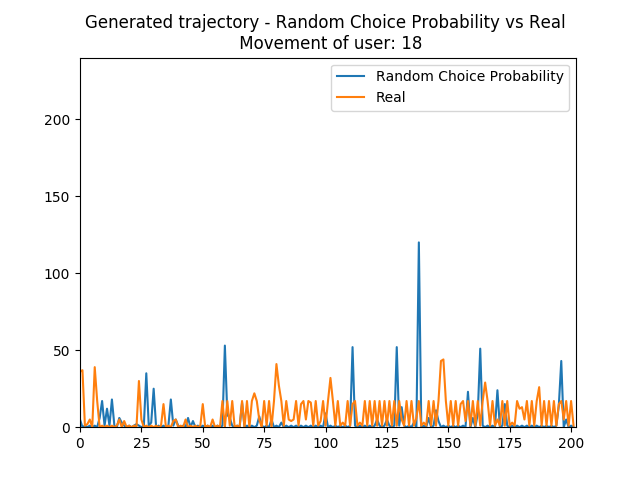 Generated trajectory - Random Choice Probability vs Real
Movement of user: 18
Random Choice Probability
Real
200
150
100
50
0
0 25 50 75 100 125 150 175 200